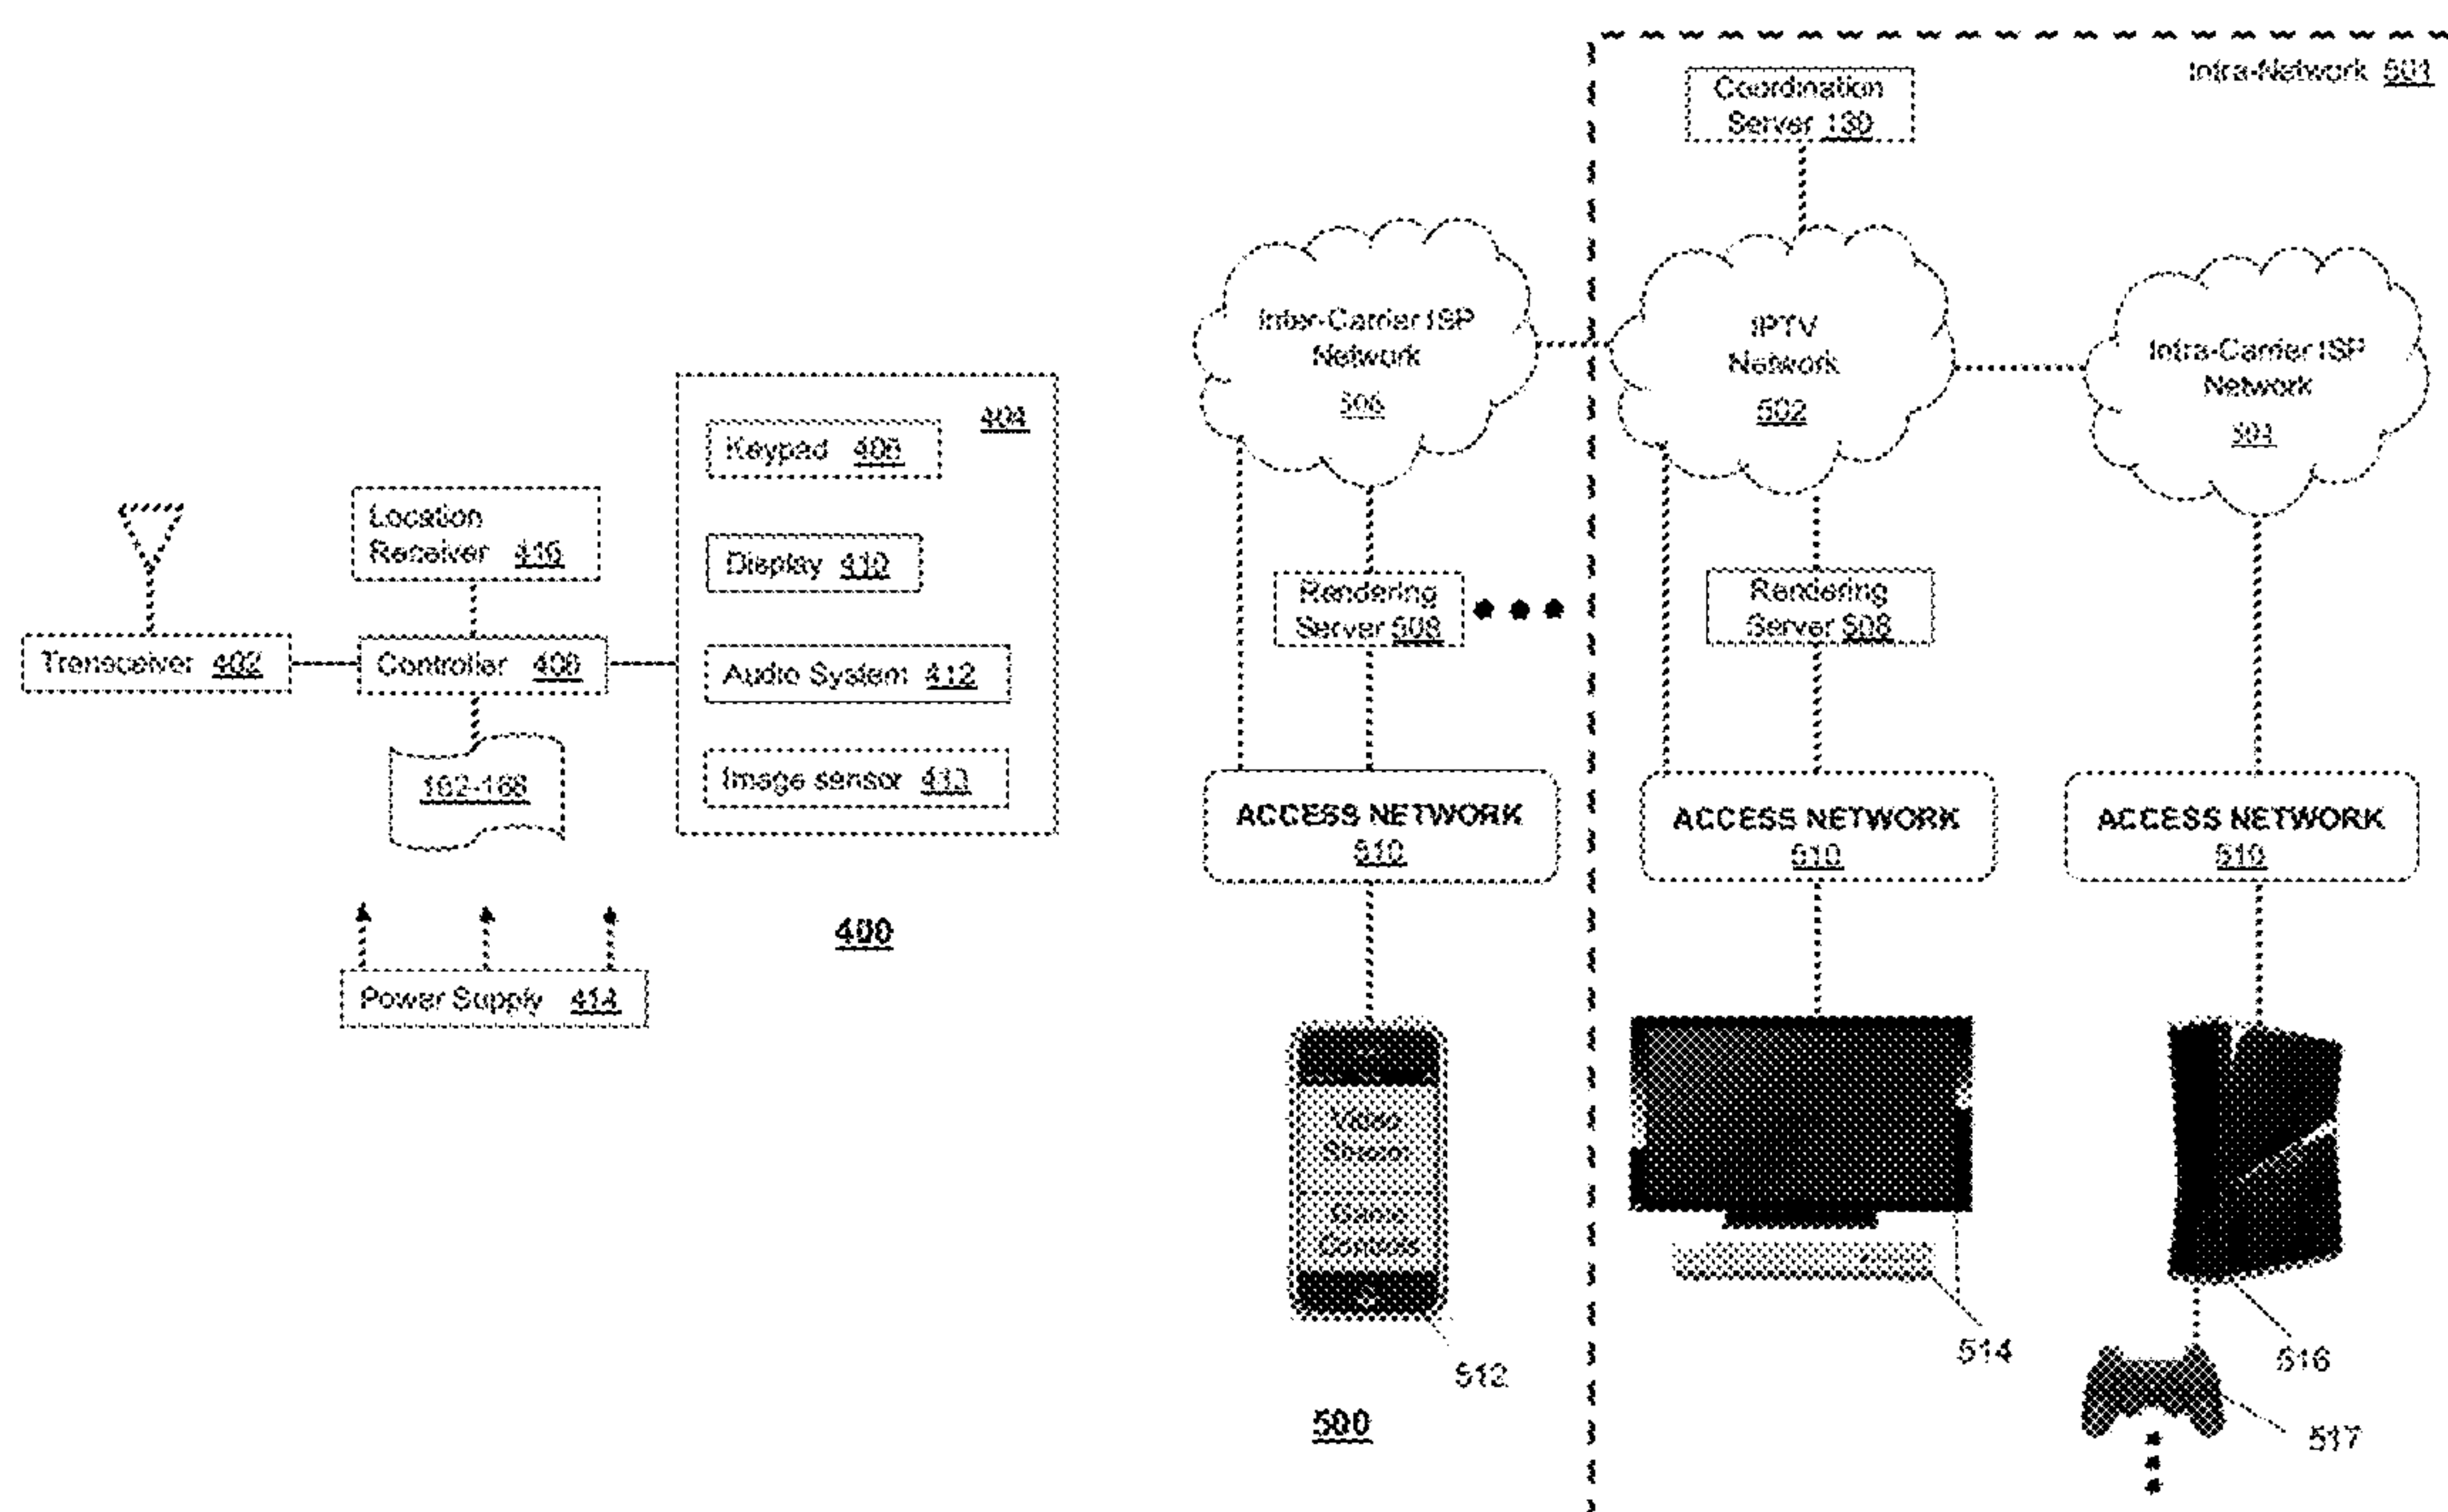 Transceiver 402
Location
Receiver 416
Controller 406
162-168
Power Supply 414
404
Keypad 408
Display 410
Audio System 412
Image sensor 413
400
Intra-Network 501
Coordination
Server 130
Inter-Carrier ISP
Network
506
IPTV
Network
502
Intra-Carrier ISP
Network
Rendering
Server 508
Rendering
Server 508
ACCESS NETWORK
510
ACCESS NETWORK
510
ACCESS NETWORK
510
Video
Game
Controls
512
514
516
517
500